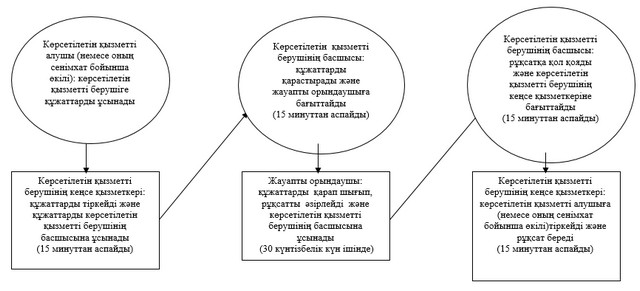 Көрсетілетін қызметті
алушы (немесе оның
сенімхат бойынша
өкілі): көрсетілетін
қызметті берушіге
құжаттарды ұсынады
Көрсетілетін қызметті
берушінің кеңсе қызметкері:
құжаттарды тіркейді және
құжаттарды көрсетілетін
қызметті берушінің
басшысына ұсынады
(15 минуттан аспайды)
Көрсетілетін қызметті
берушінің басшысы:
құжаттарды
қарастырады және
жауапты орындаушыға
бағыттайды
(15 минуттан аспайды)
Жауапты орындаушы:
құжаттарды қарап шығып,
рұқсатты әзірлейді және
көрсетілетін қызметті
берушінің басшысына
ұсынады
(30 күнтізбелік күн ішінде)
Көрсетілетін қызметті
берушінің басшысы:
рұқсатқа қол қояды
және көрсетілетін
қызметті берушінің
кеңсе қызметкеріне
бағыттайды
(15 минуттан аспайды)
Көрсетілетін қызметті
берушінің кеңсе қызметкері:
көрсетілетін қызметті алушыға
(немесе оның сенімхат
бойынша өкілі)тіркейді және
рұқсат береді
(15 минуттан аспайды)